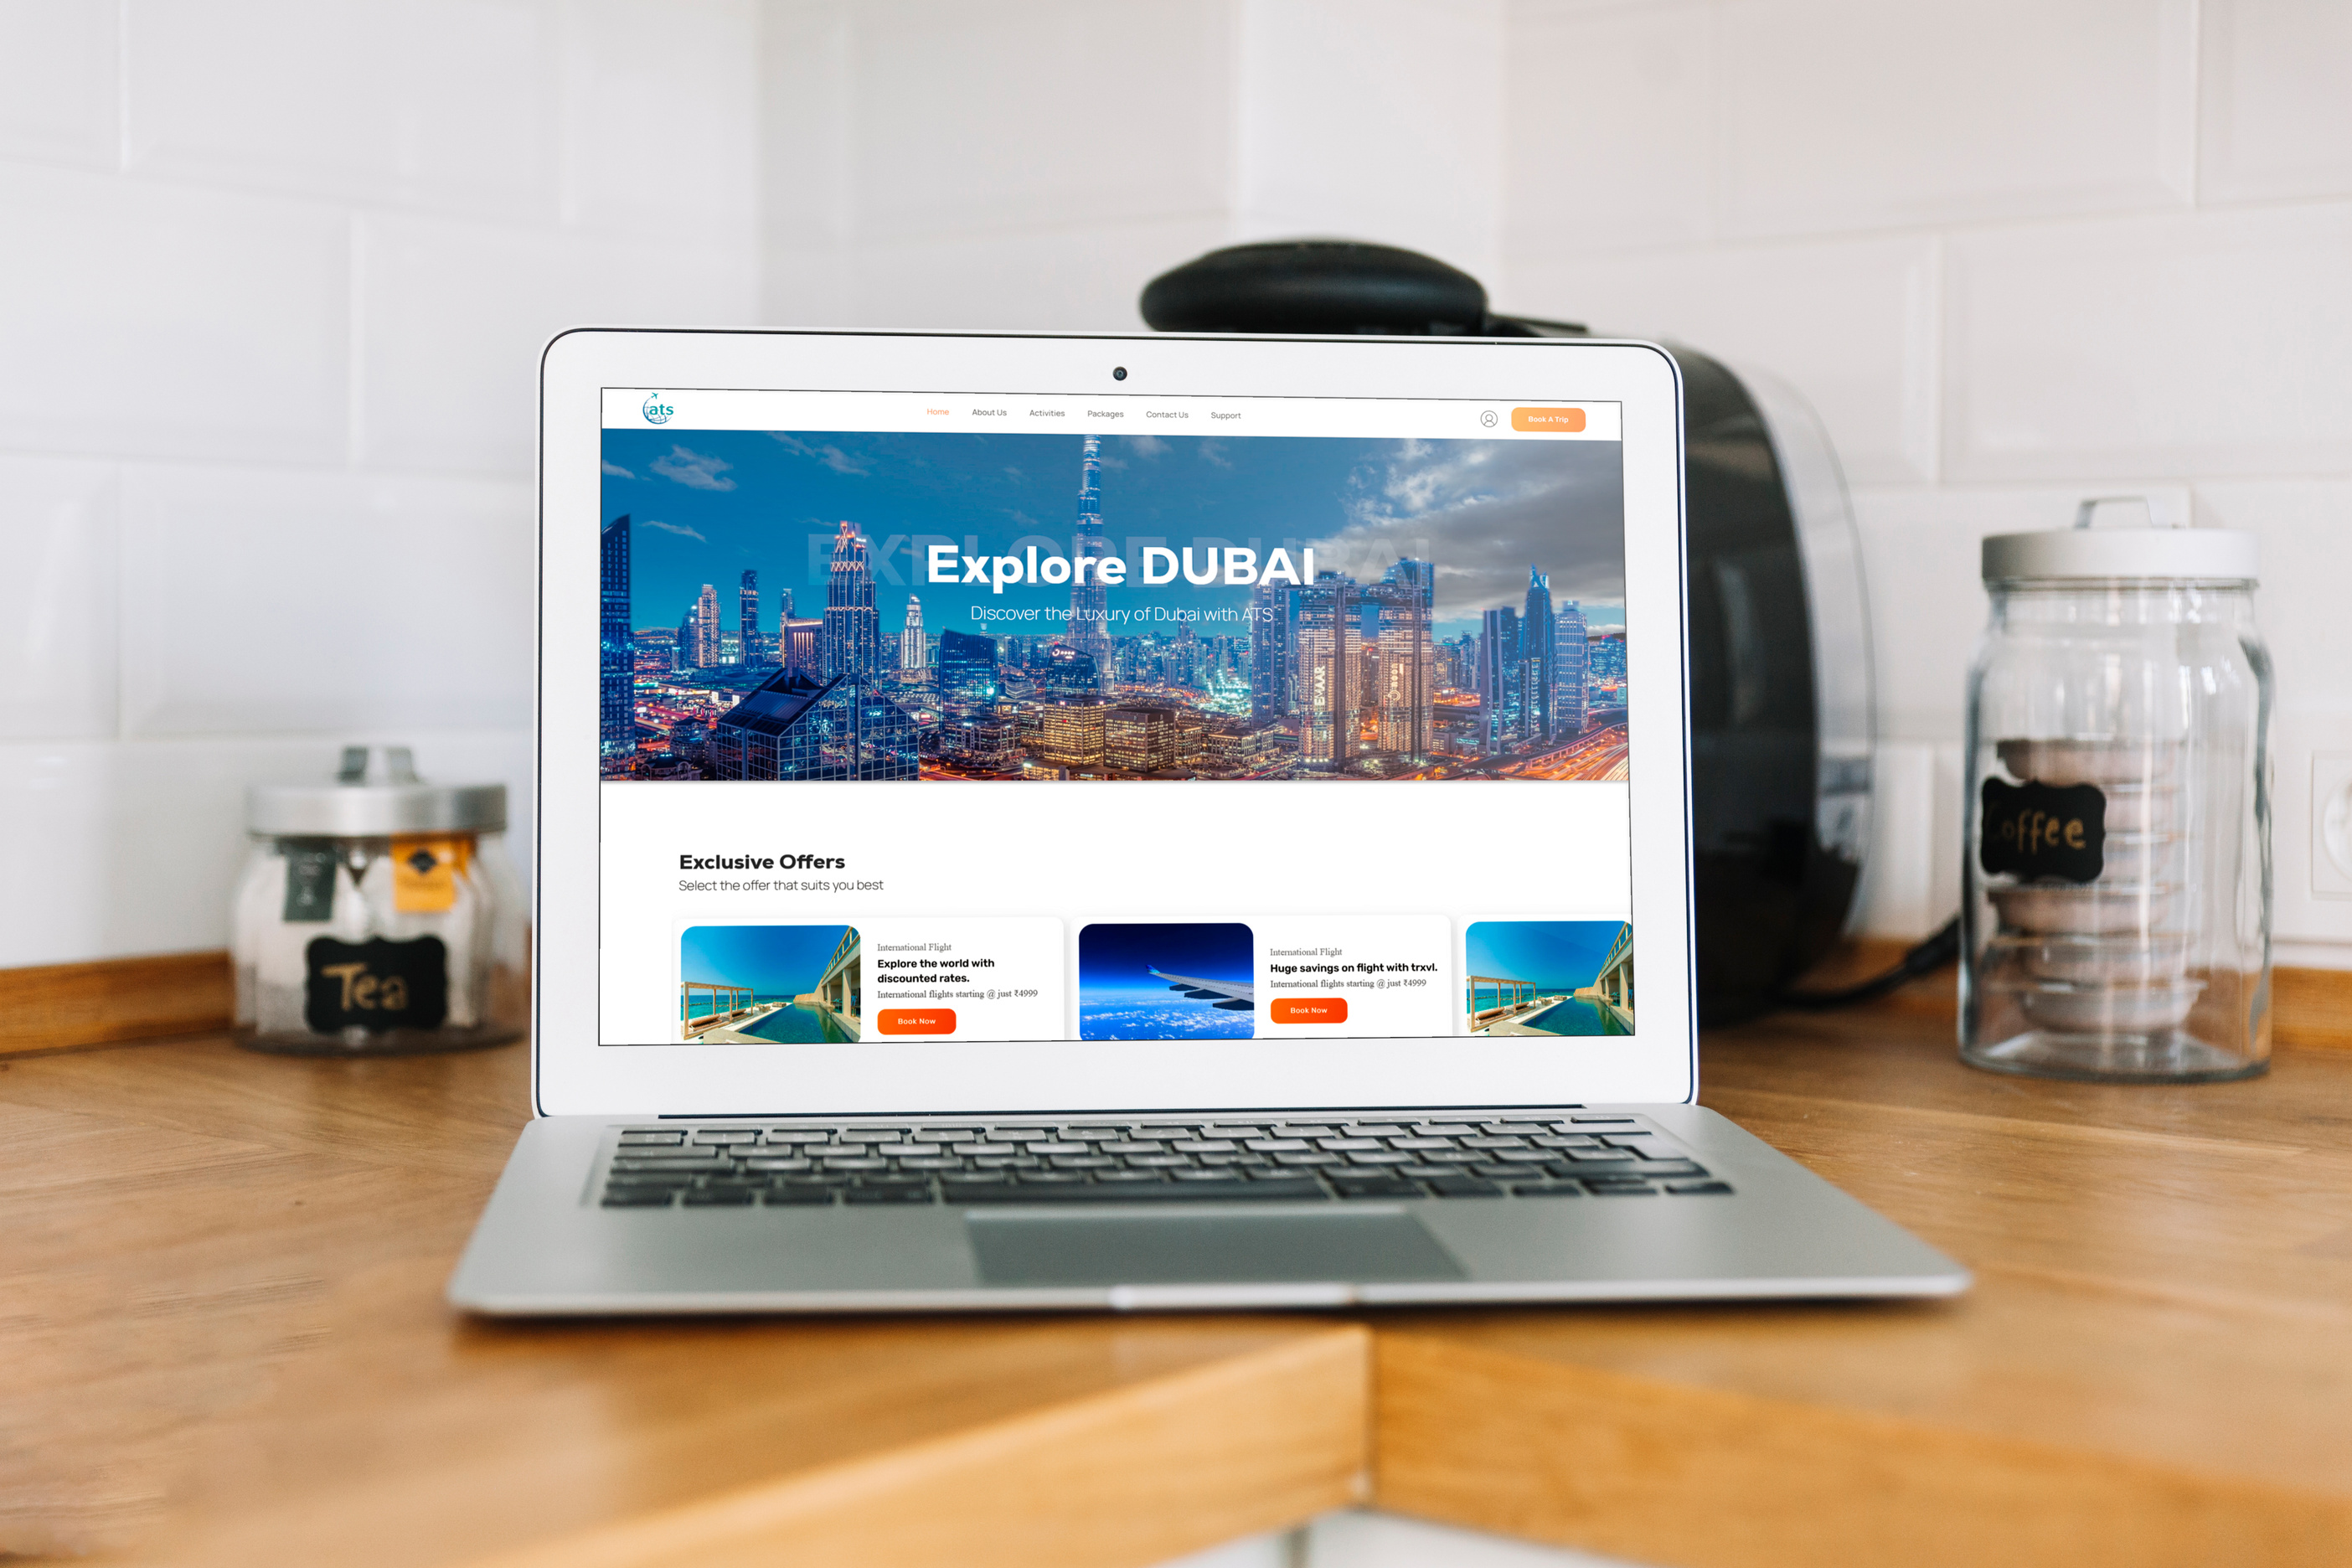 ats
Home
About Us
Activities
Packages
Contact Us
Support
Book A Trip
EXPLORE DUBAI
Explore DUBAI
Discover the Luxury of Dubai with ATS
EMAAR
Exclusive Offers
Select the offer that suits you best
International Flight
Explore the world with
discounted rates.
International flights starting @ just ₹4999
Book Now
International Flight
Huge savings on flight with trxvl.
International flights starting @ just ₹4999
Book Now
Tea
Coffee